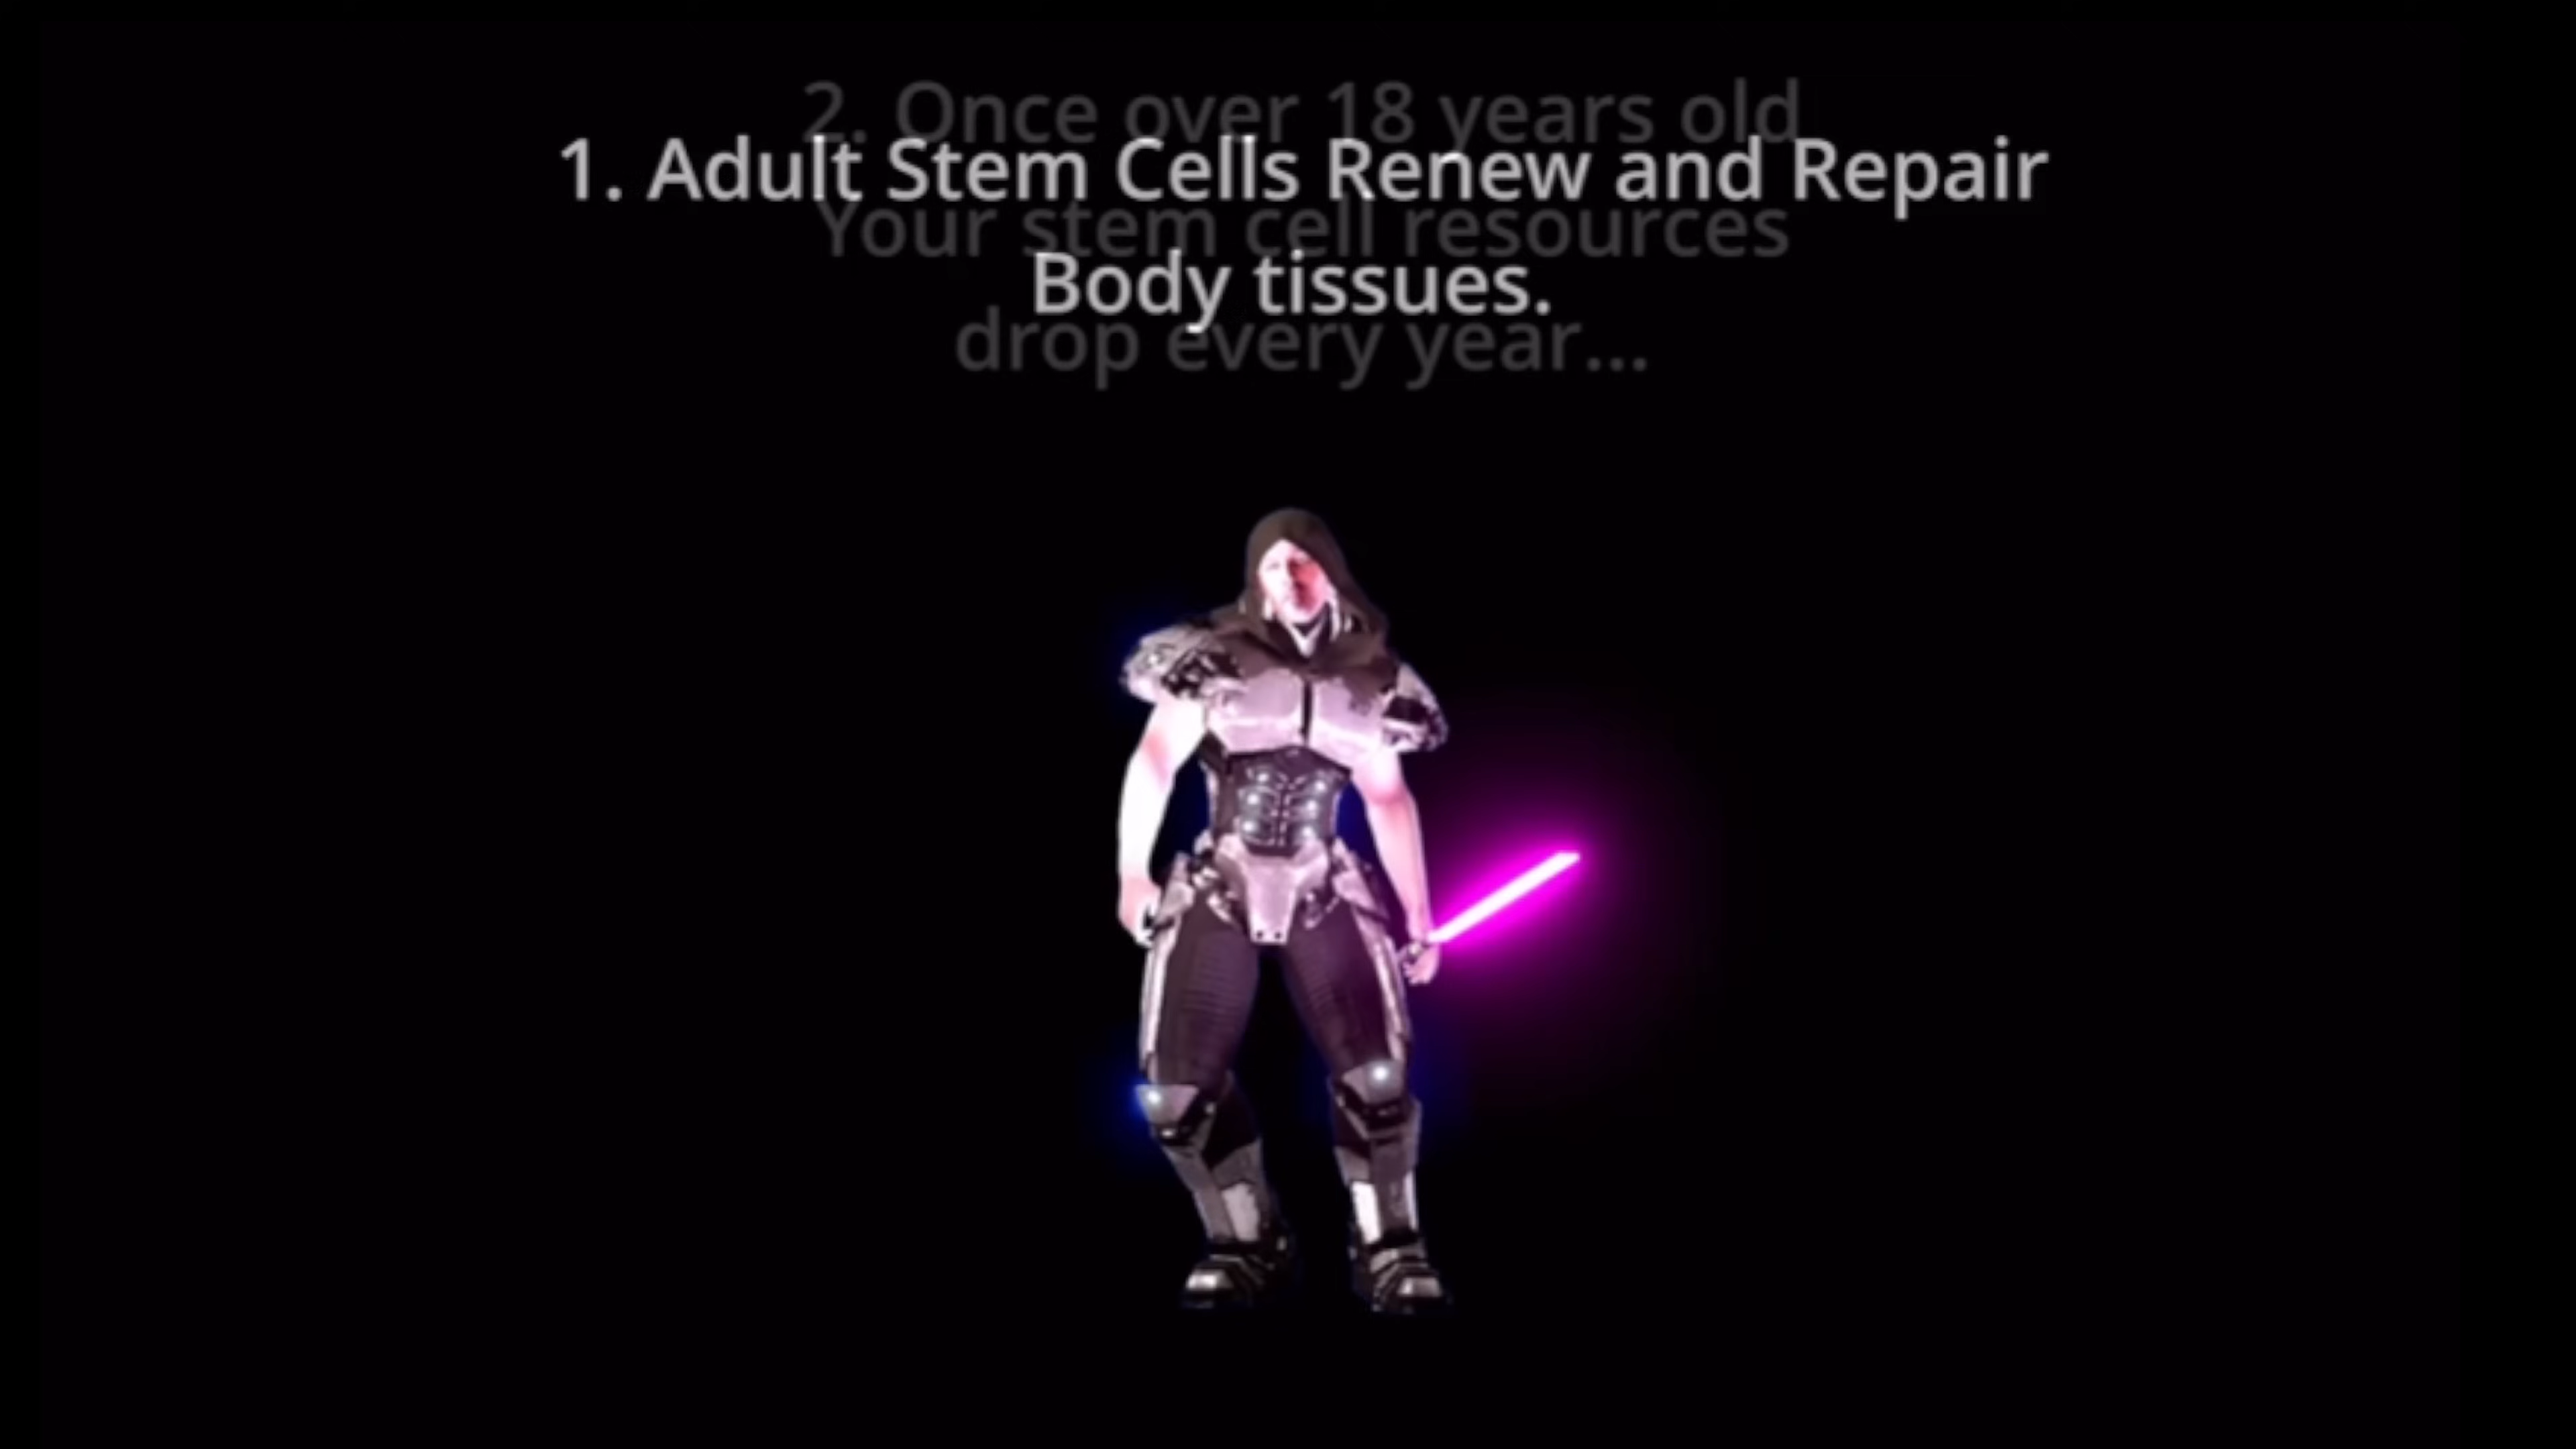 1. Adult Stem Cells Renew and Repair
Body tissues.
2. Once over 18 years old
Your stem cell resources
drop every year...